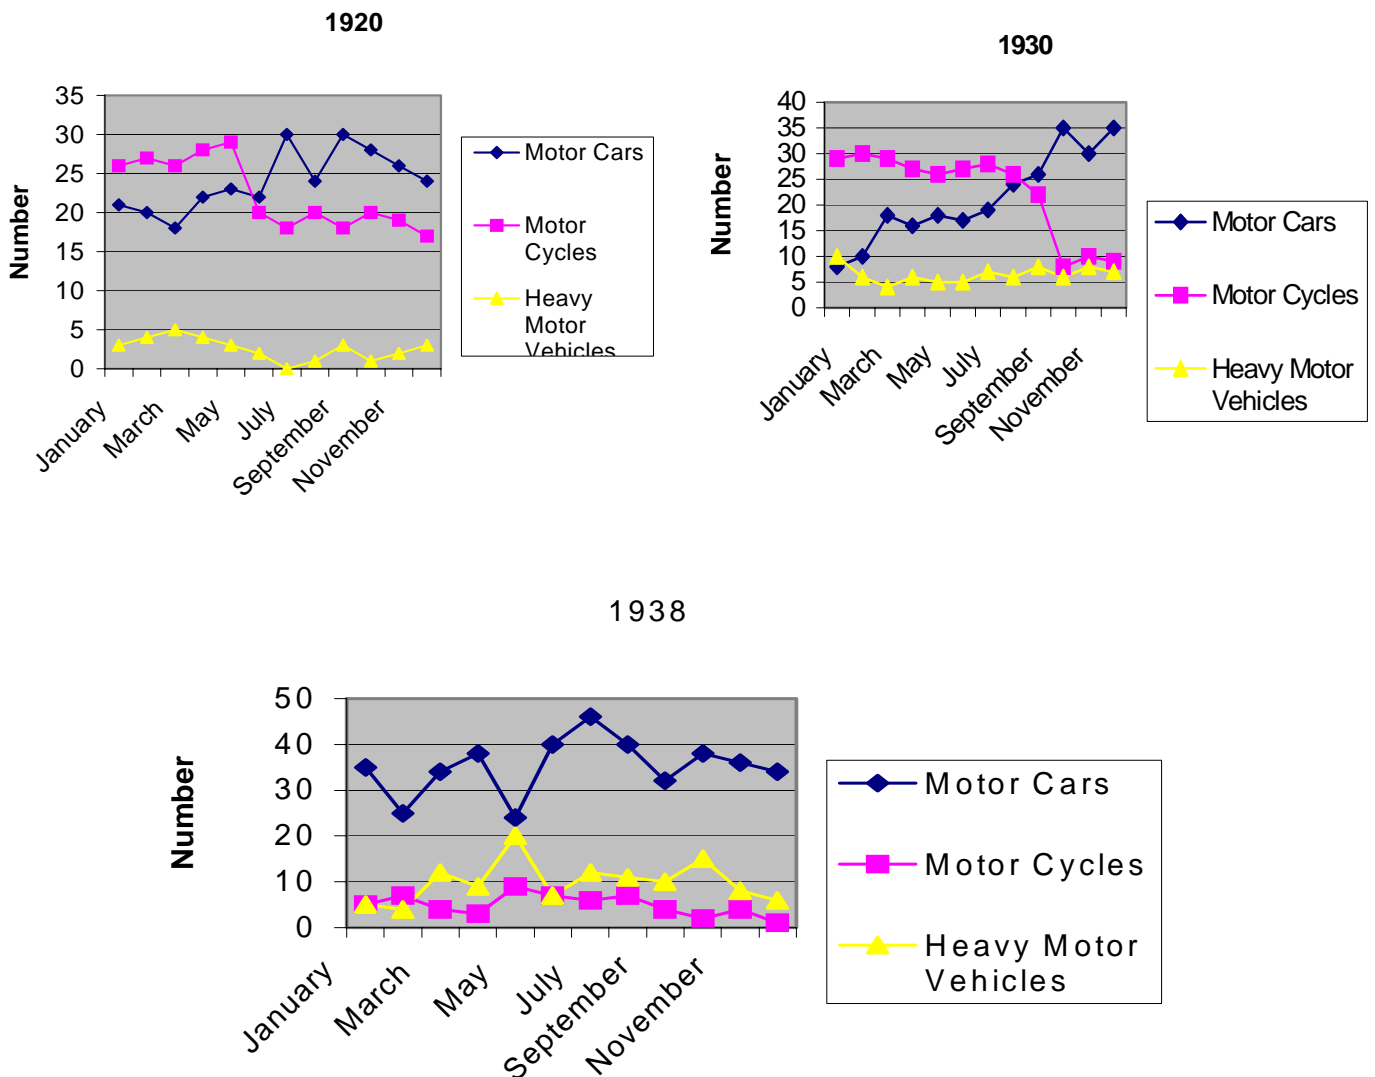 1920
35
30
25
20
15
10
5
0
Number
January
March
May
July
September
November
Motor Cars
Motor
Cycles
Heavy
Motor
Vehicles
1930
40
35
30
25
20
15
10
5
0
Number
January
March
May
July
September
November
Motor Cars
Motor Cycles
Heavy Motor
Vehicles
1938
50
40
30
20
10
0
Number
January
March
May
July
September
November
Motor Cars
Motor Cycles
Heavy Motor
Vehicles